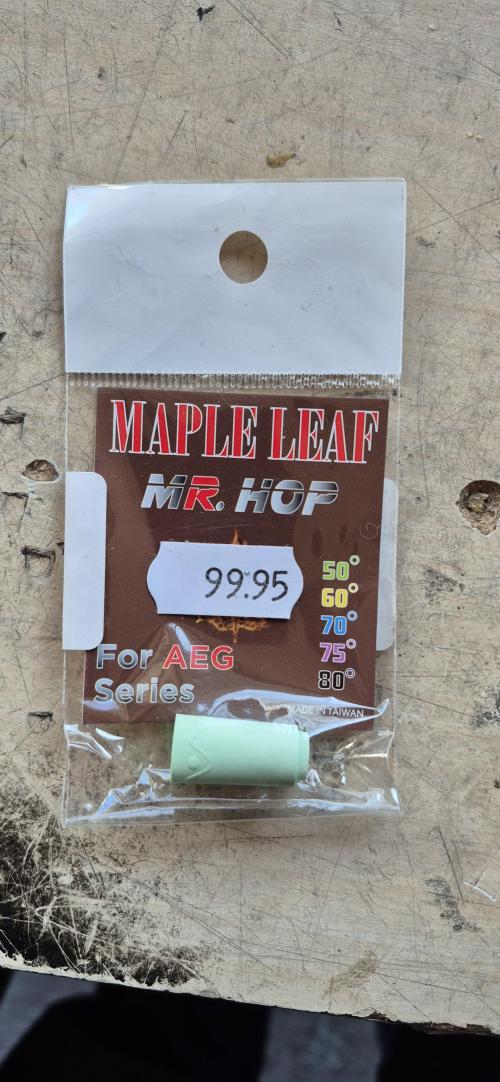 MAPLE LEAF
MR. HOP
99.95
50°
60°
70°
75°
80°
For AEG
Series
MADE IN TAIWAN